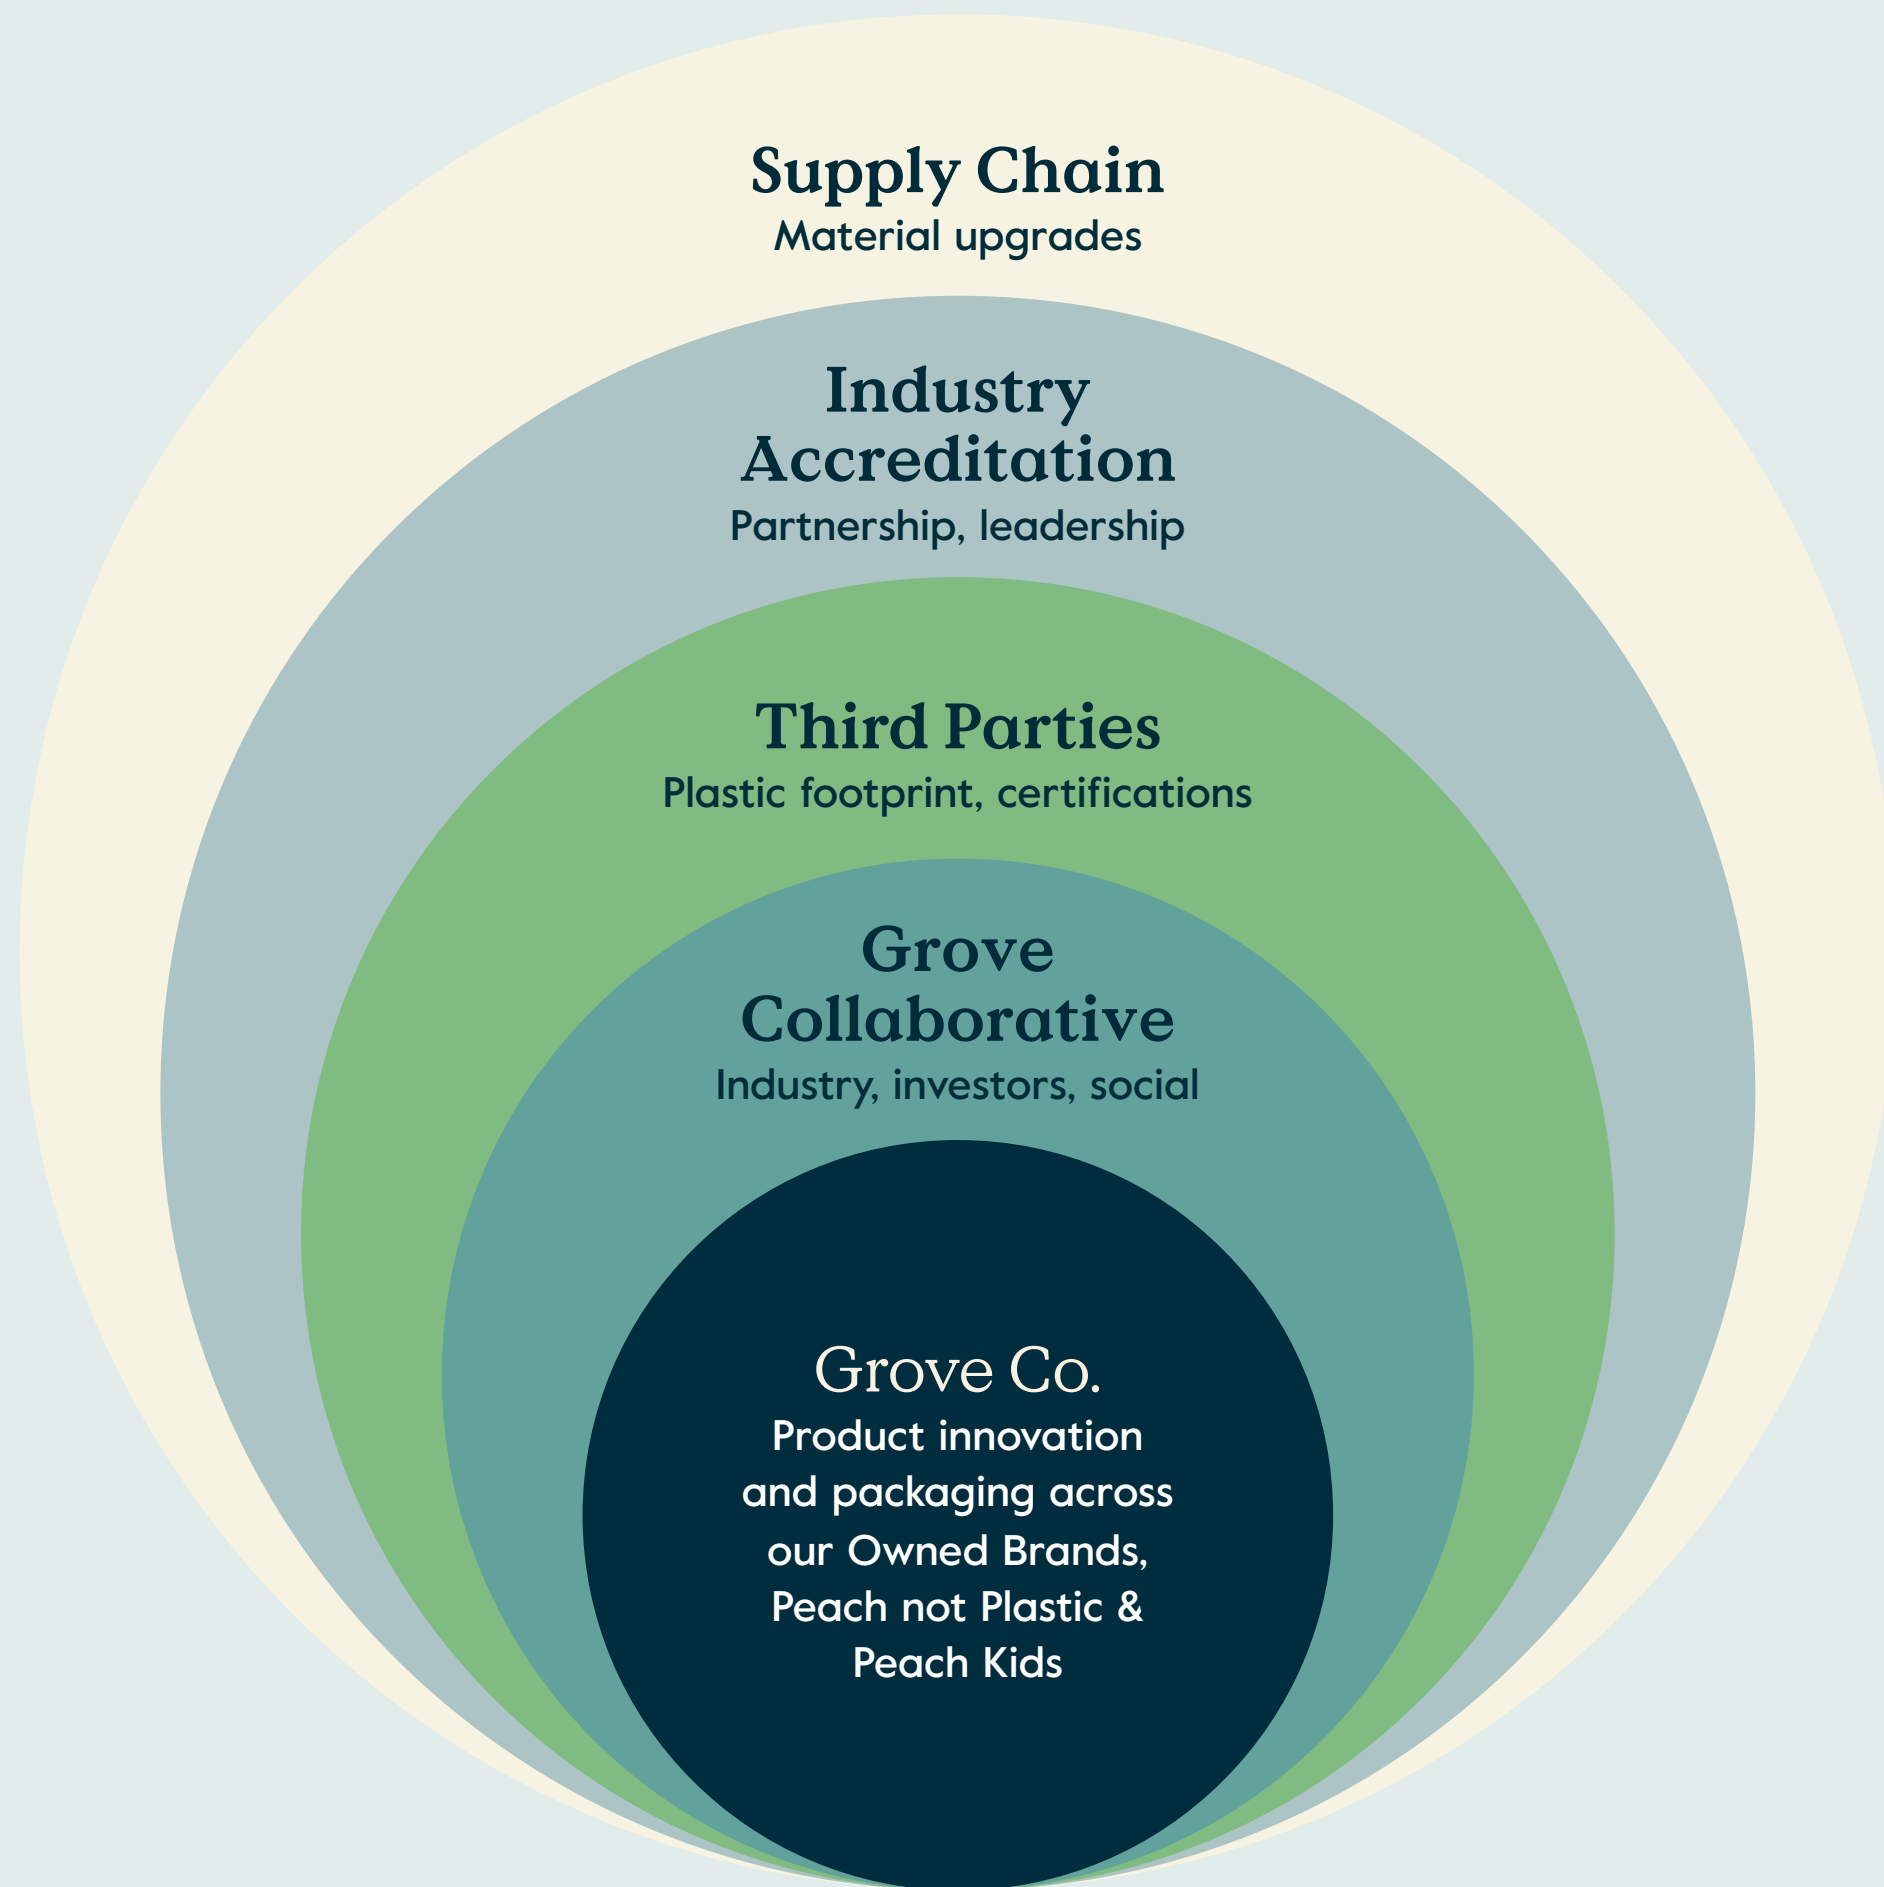 Supply Chain
Material upgrades
Industry
Accreditation
Partnership, leadership
Third Parties
Plastic footprint, certifications
Grove
Collaborative
Industry, investors, social
Grove Co.
Product innovation
and packaging across
our Owned Brands,
Peach not Plastic &
Peach Kids